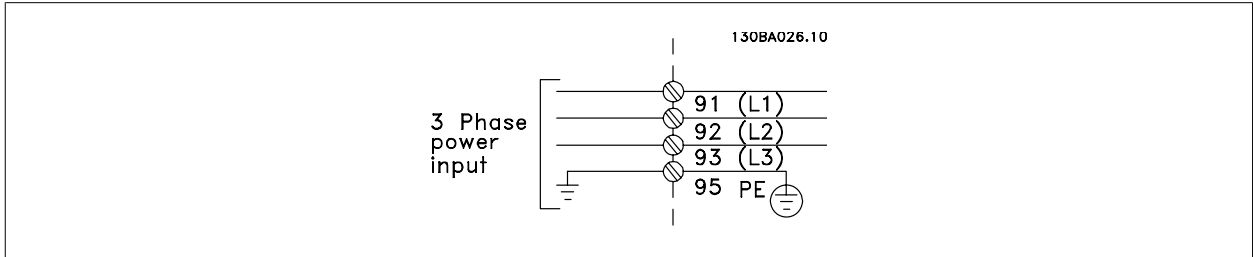 130BA026.10
3 Phase
power
input
91 (L1)
92 (L2)
93 (L3)
95 PE